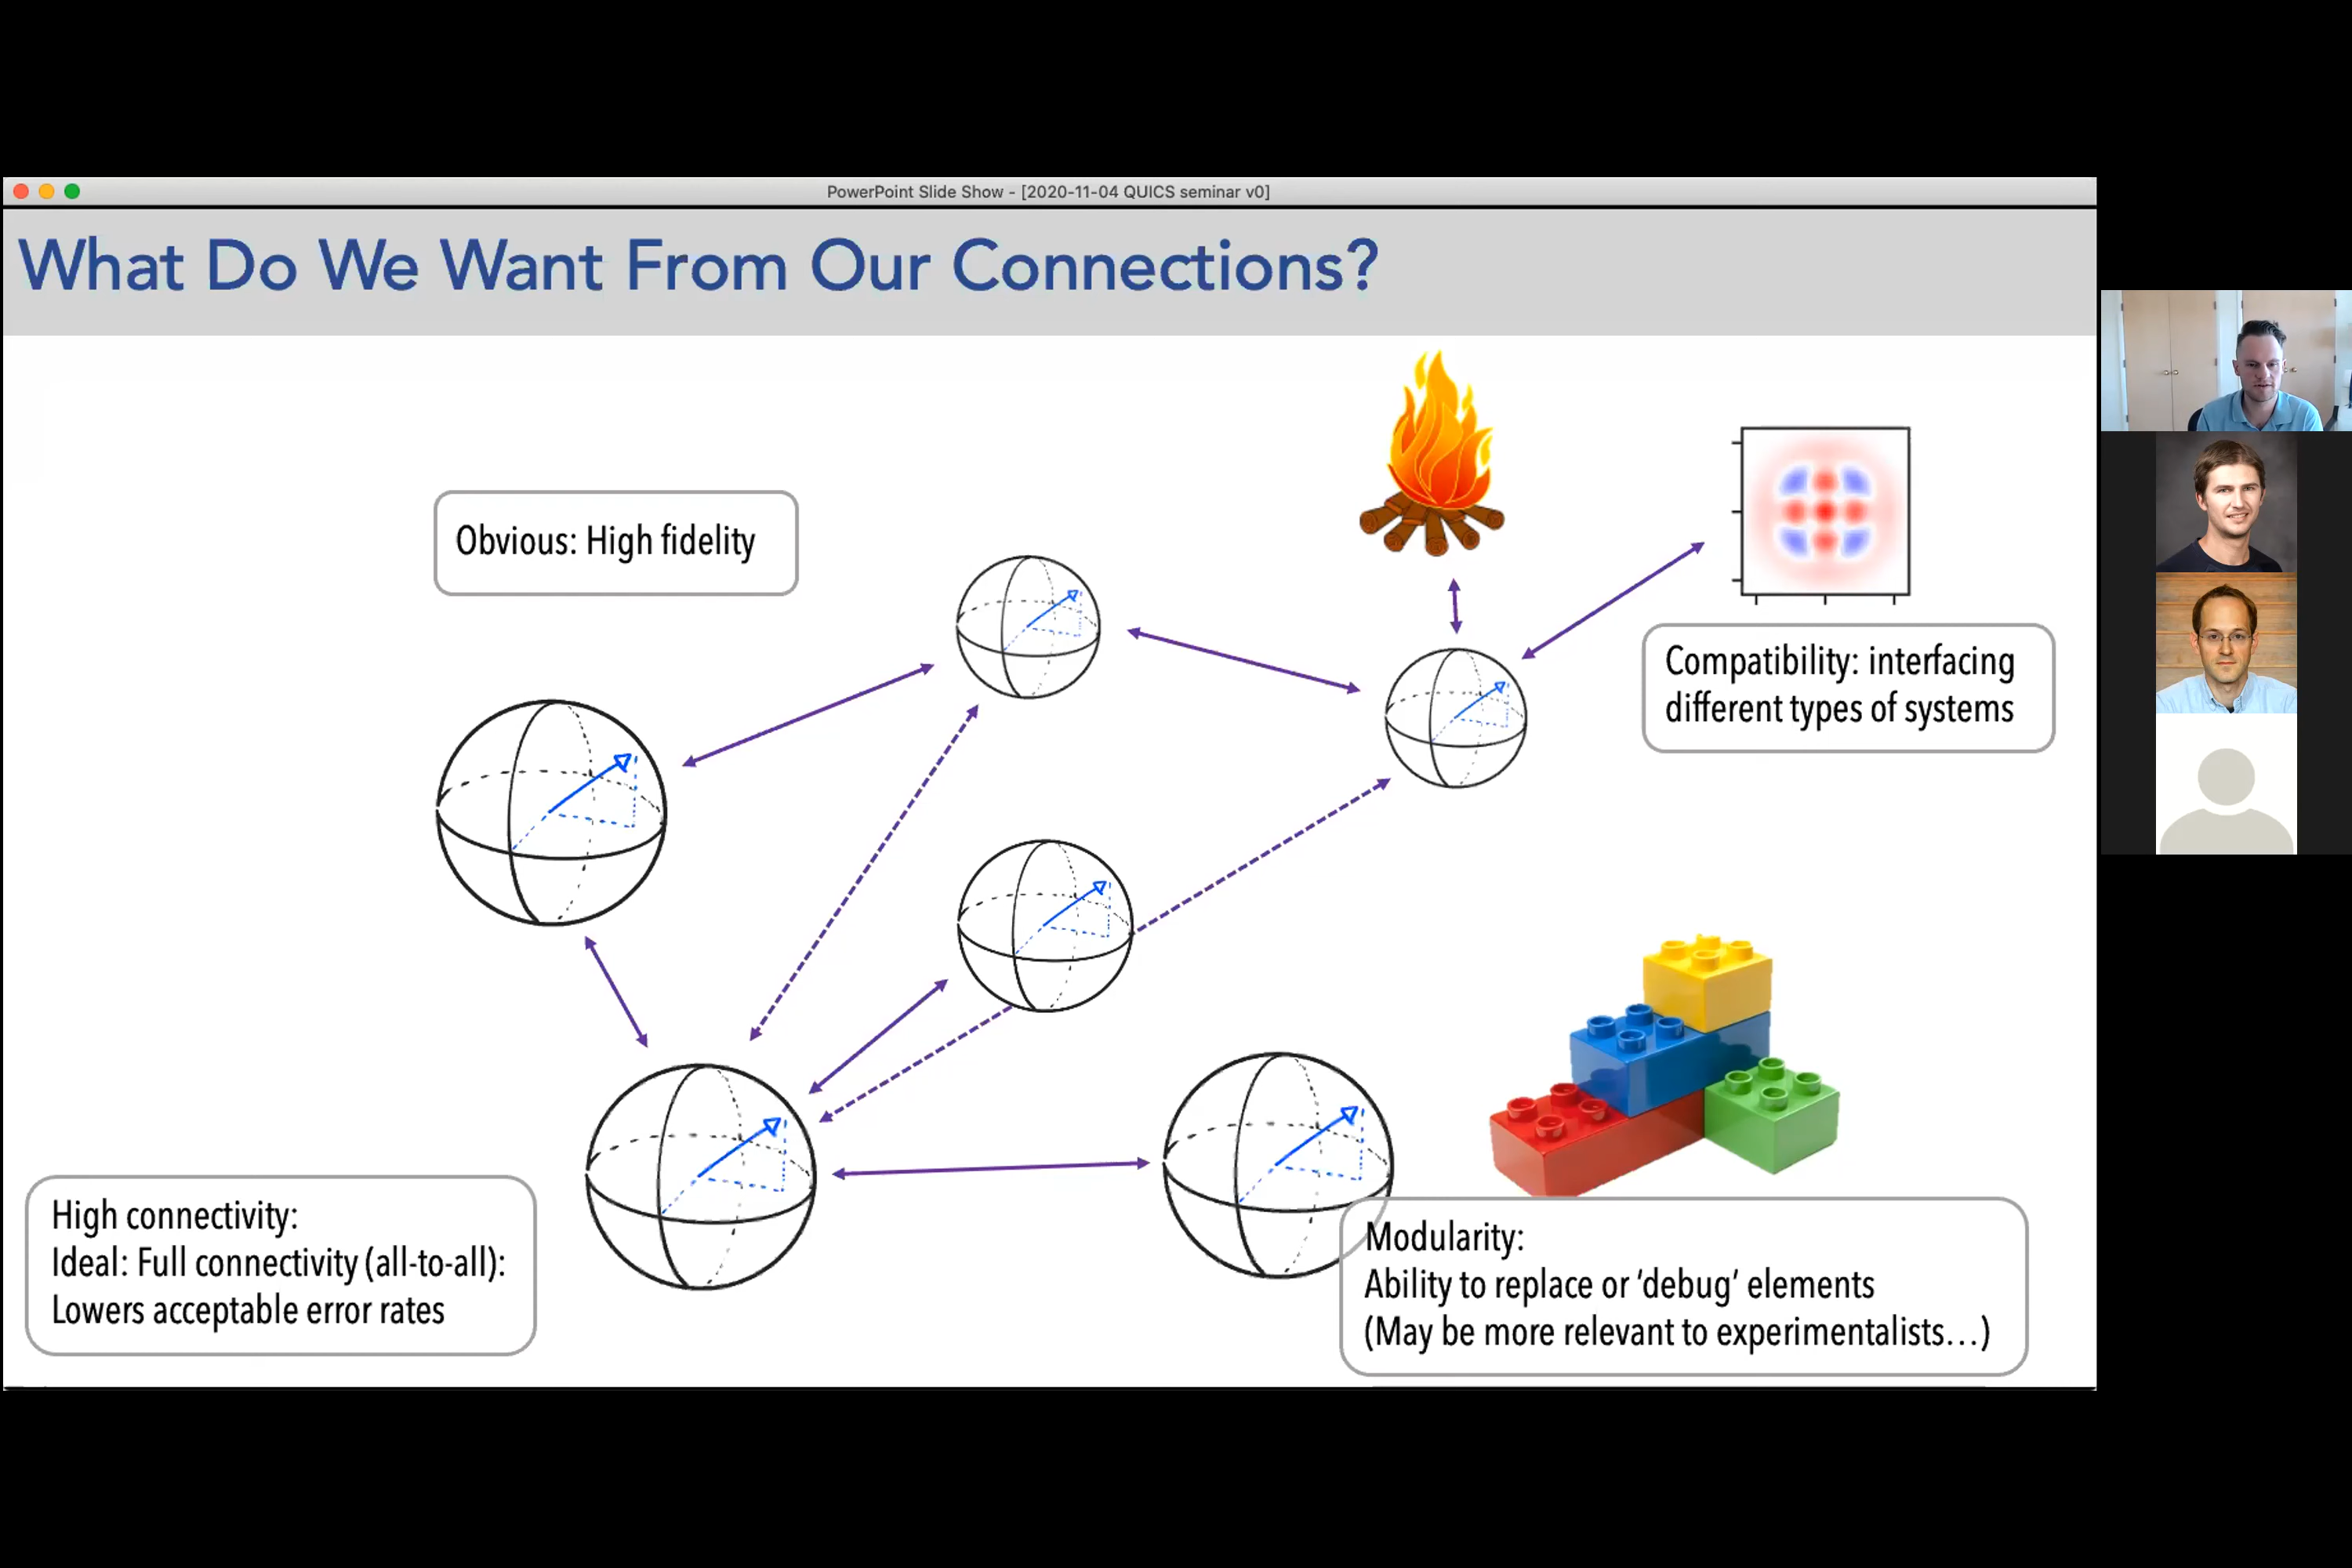 PowerPoint Slide Show - [2020-11-04 QUICS seminar v0]
What Do We Want From Our Connections?
Obvious: High fidelity
Compatibility: interfacing
different types of systems
High connectivity:
Ideal: Full connectivity (all-to-all):
Lowers acceptable error rates
Modularity:
Ability to replace or ‘debug’ elements
(May be more relevant to experimentalists…)